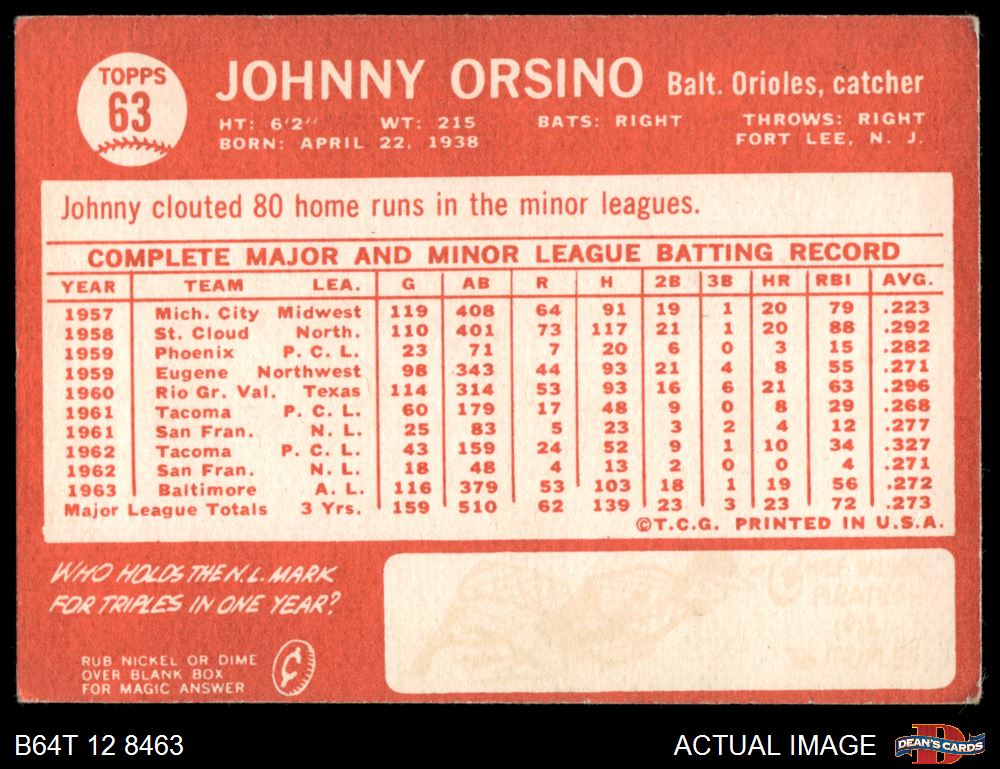 TOPPS
63
JOHNNY ORSINO Balt. Orioles, catcher
HT: 6'2" WT: 215 BATS: RIGHT THROWS: RIGHT
BORN: APRIL 22, 1938 FORT LEE, N. J.
Johnny clouted 80 home runs in the minor leagues.
COMPLETE MAJOR AND MINOR LEAGUE BATTING RECORD
YEAR TEAM LEA. G AB R H 2B 3B HR RBI AVG.
1957 Mich. City Midwest 119 408 64 91 19 1 20 79 .223
1958 St. Cloud North. 110 401 73 117 21 1 20 88 .292
1959 Phoenix P. C. L. 23 71 7 20 6 0 3 15 .282
1959 Eugene Northwest 98 343 44 93 21 4 8 55 .271
1960 Rio Gr. Val. Texas 114 314 53 93 16 6 21 63 .296
1961 Tacoma P. C. L. 60 179 17 48 9 0 8 29 .268
1961 San Fran. N. L. 25 83 5 23 3 2 4 12 .277
1962 Tacoma P. C. L. 43 159 24 52 9 1 10 34 .327
1962 San Fran. N. L. 18 48 4 13 2 0 0 4 .271
1963 Baltimore A. L. 116 379 53 103 18 1 19 56 .272
Major League Totals 3 Yrs. 159 510 62 139 23 3 23 72 .273
©T.C.G. PRINTED IN U.S.A.
WHO HOLDS THE N.L. MARK
FOR TRIPLES IN ONE YEAR?
RUB NICKEL OR DIME
OVER BLANK BOX
FOR MAGIC ANSWER
PIRATES
1912
36 TRIPLES
B64T 12 8463 ACTUAL IMAGE DEAN'S CARDS